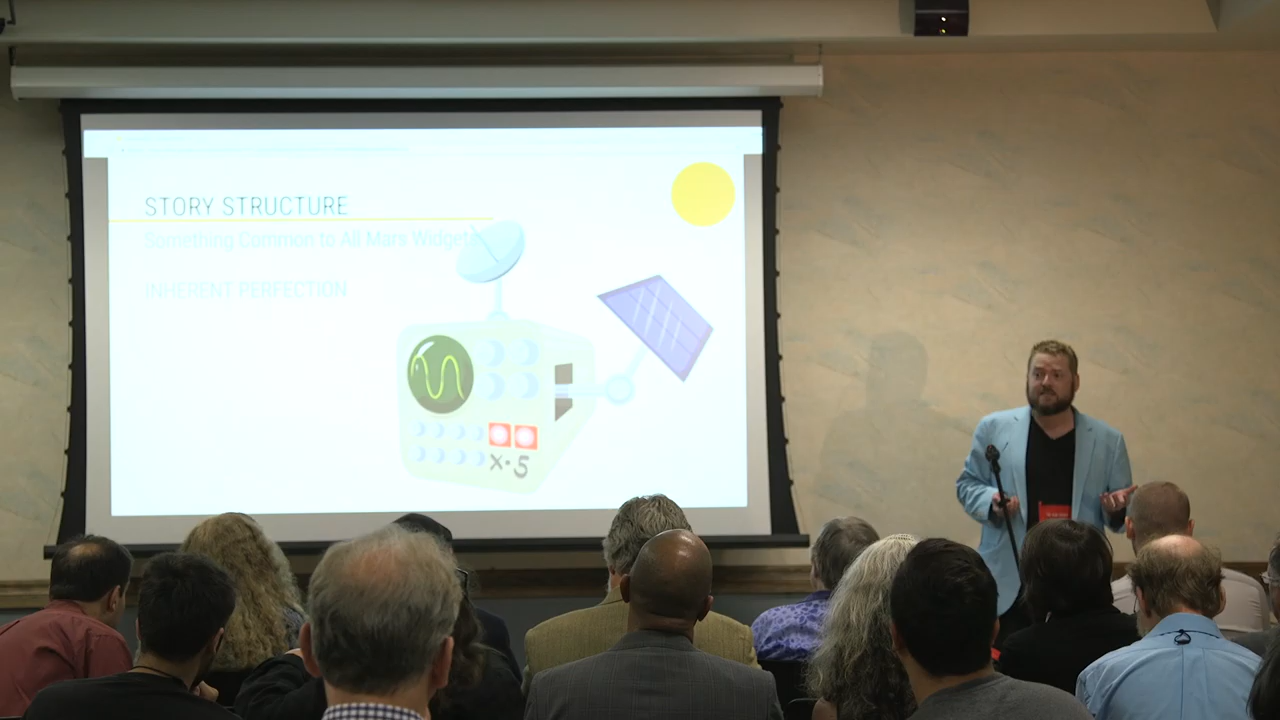 STORY STRUCTURE
Something Common to All Mars Widgets
INHERENT PERFECTION
X-5